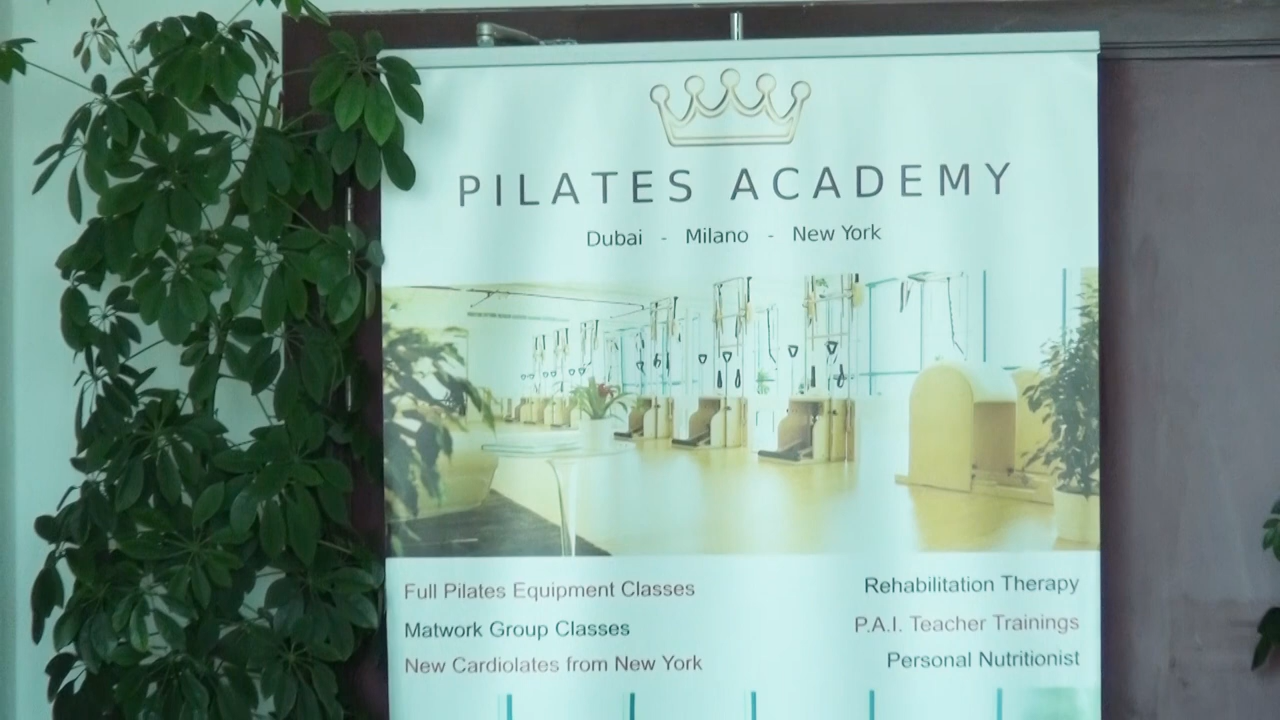 PILATES ACADEMY
Dubai - Milano - New York
Full Pilates Equipment Classes
Matwork Group Classes
New Cardiolates from New York
Rehabilitation Therapy
P.A.I. Teacher Trainings
Personal Nutritionist